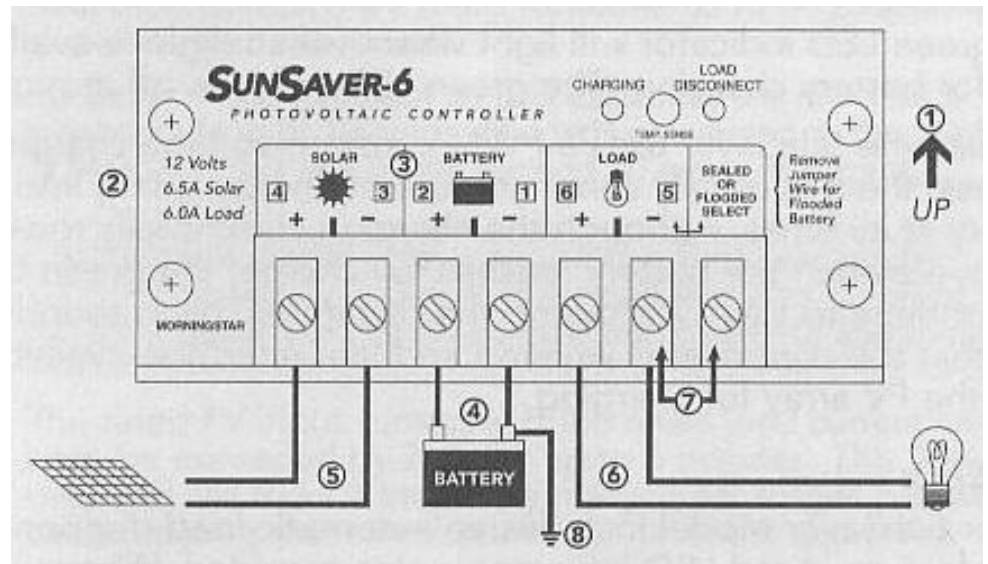 SUNSAVER-6
PHOTOVOLTAIC CONTROLLER
CHARGING
LOAD
DISCONNECT
TEMP. SENSE
①
UP
②
12 Volts
6.5A Solar
6.0A Load
SOLAR
③
BATTERY
LOAD
4 3 2 1 6 5
+ − + − + −
SEALED
OR
FLOODED
SELECT
Remove
Jumper
Wire for
Flooded
Battery
MORNINGSTAR
⑦
④
⑤
BATTERY
⑥
⑧